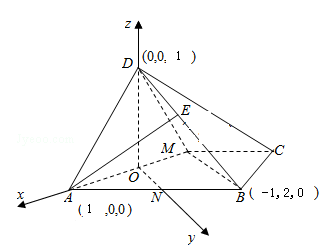 z
D (0,0, 1 )
E
M C
O
x A N B ( -1, 2, 0 )
( 1 ,0,0)
y